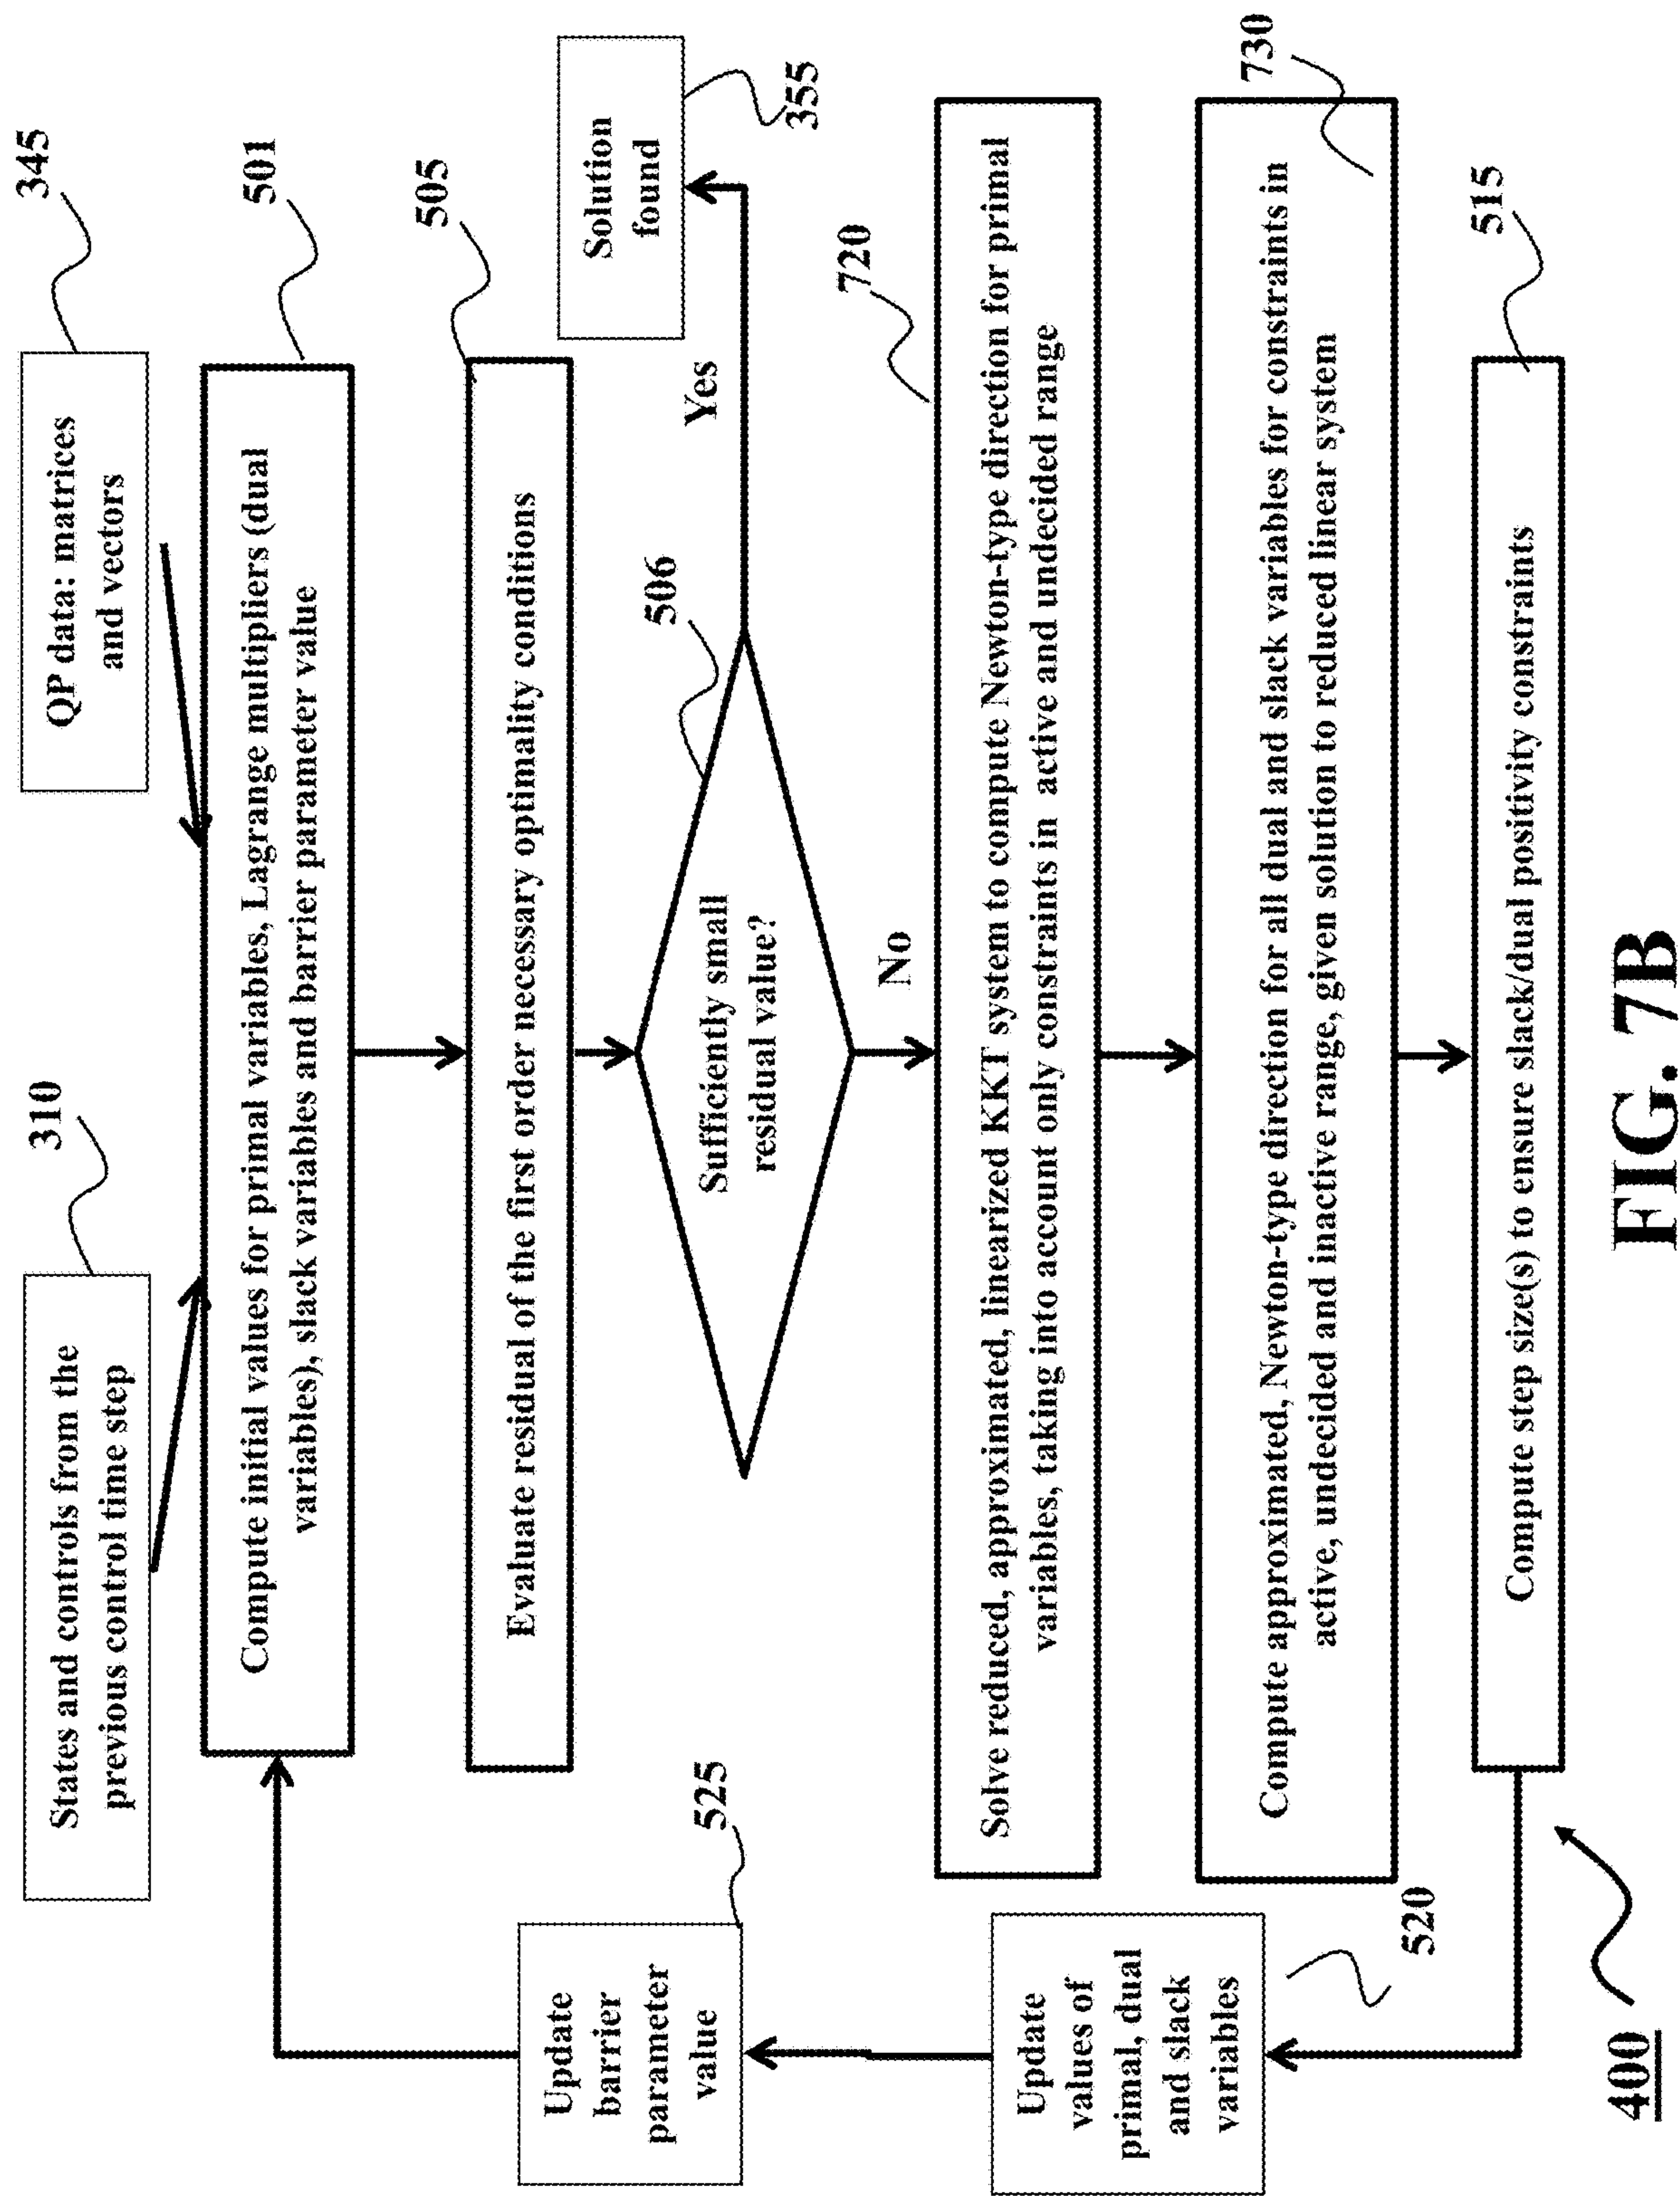 310
States and controls from the
previous control time step
345
QP data: matrices
and vectors
501
Compute initial values for primal variables, Lagrange multipliers (dual
variables), slack variables and barrier parameter value
505
Evaluate residual of the first order necessary optimality conditions
506
Sufficiently small
residual value?
Yes
Solution
found
355
No
720
Solve reduced, approximated, linearized KKT system to compute Newton-type direction for primal
variables, taking into account only constraints in active and undecided range
730
Compute approximated, Newton-type direction for all dual and slack variables for constraints in
active, undecided and inactive range, given solution to reduced linear system
515
Compute step size(s) to ensure slack/dual positivity constraints
520
Update
values of
primal, dual
and slack
variables
525
Update
barrier
parameter
value
400
FIG. 7B